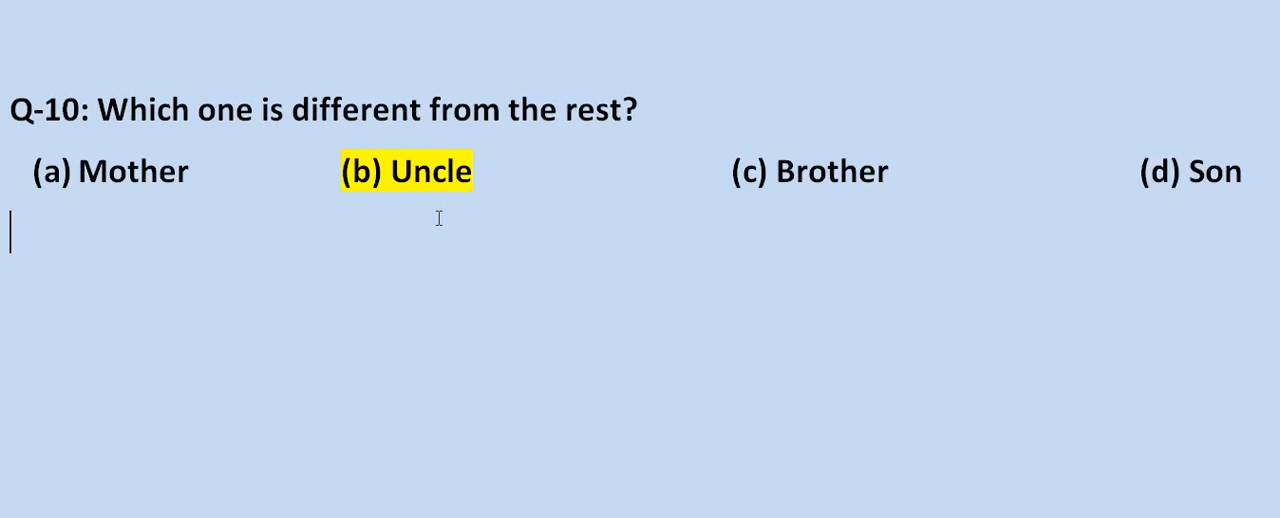 Q-10: Which one is different from the rest?
(a) Mother (b) Uncle (c) Brother (d) Son